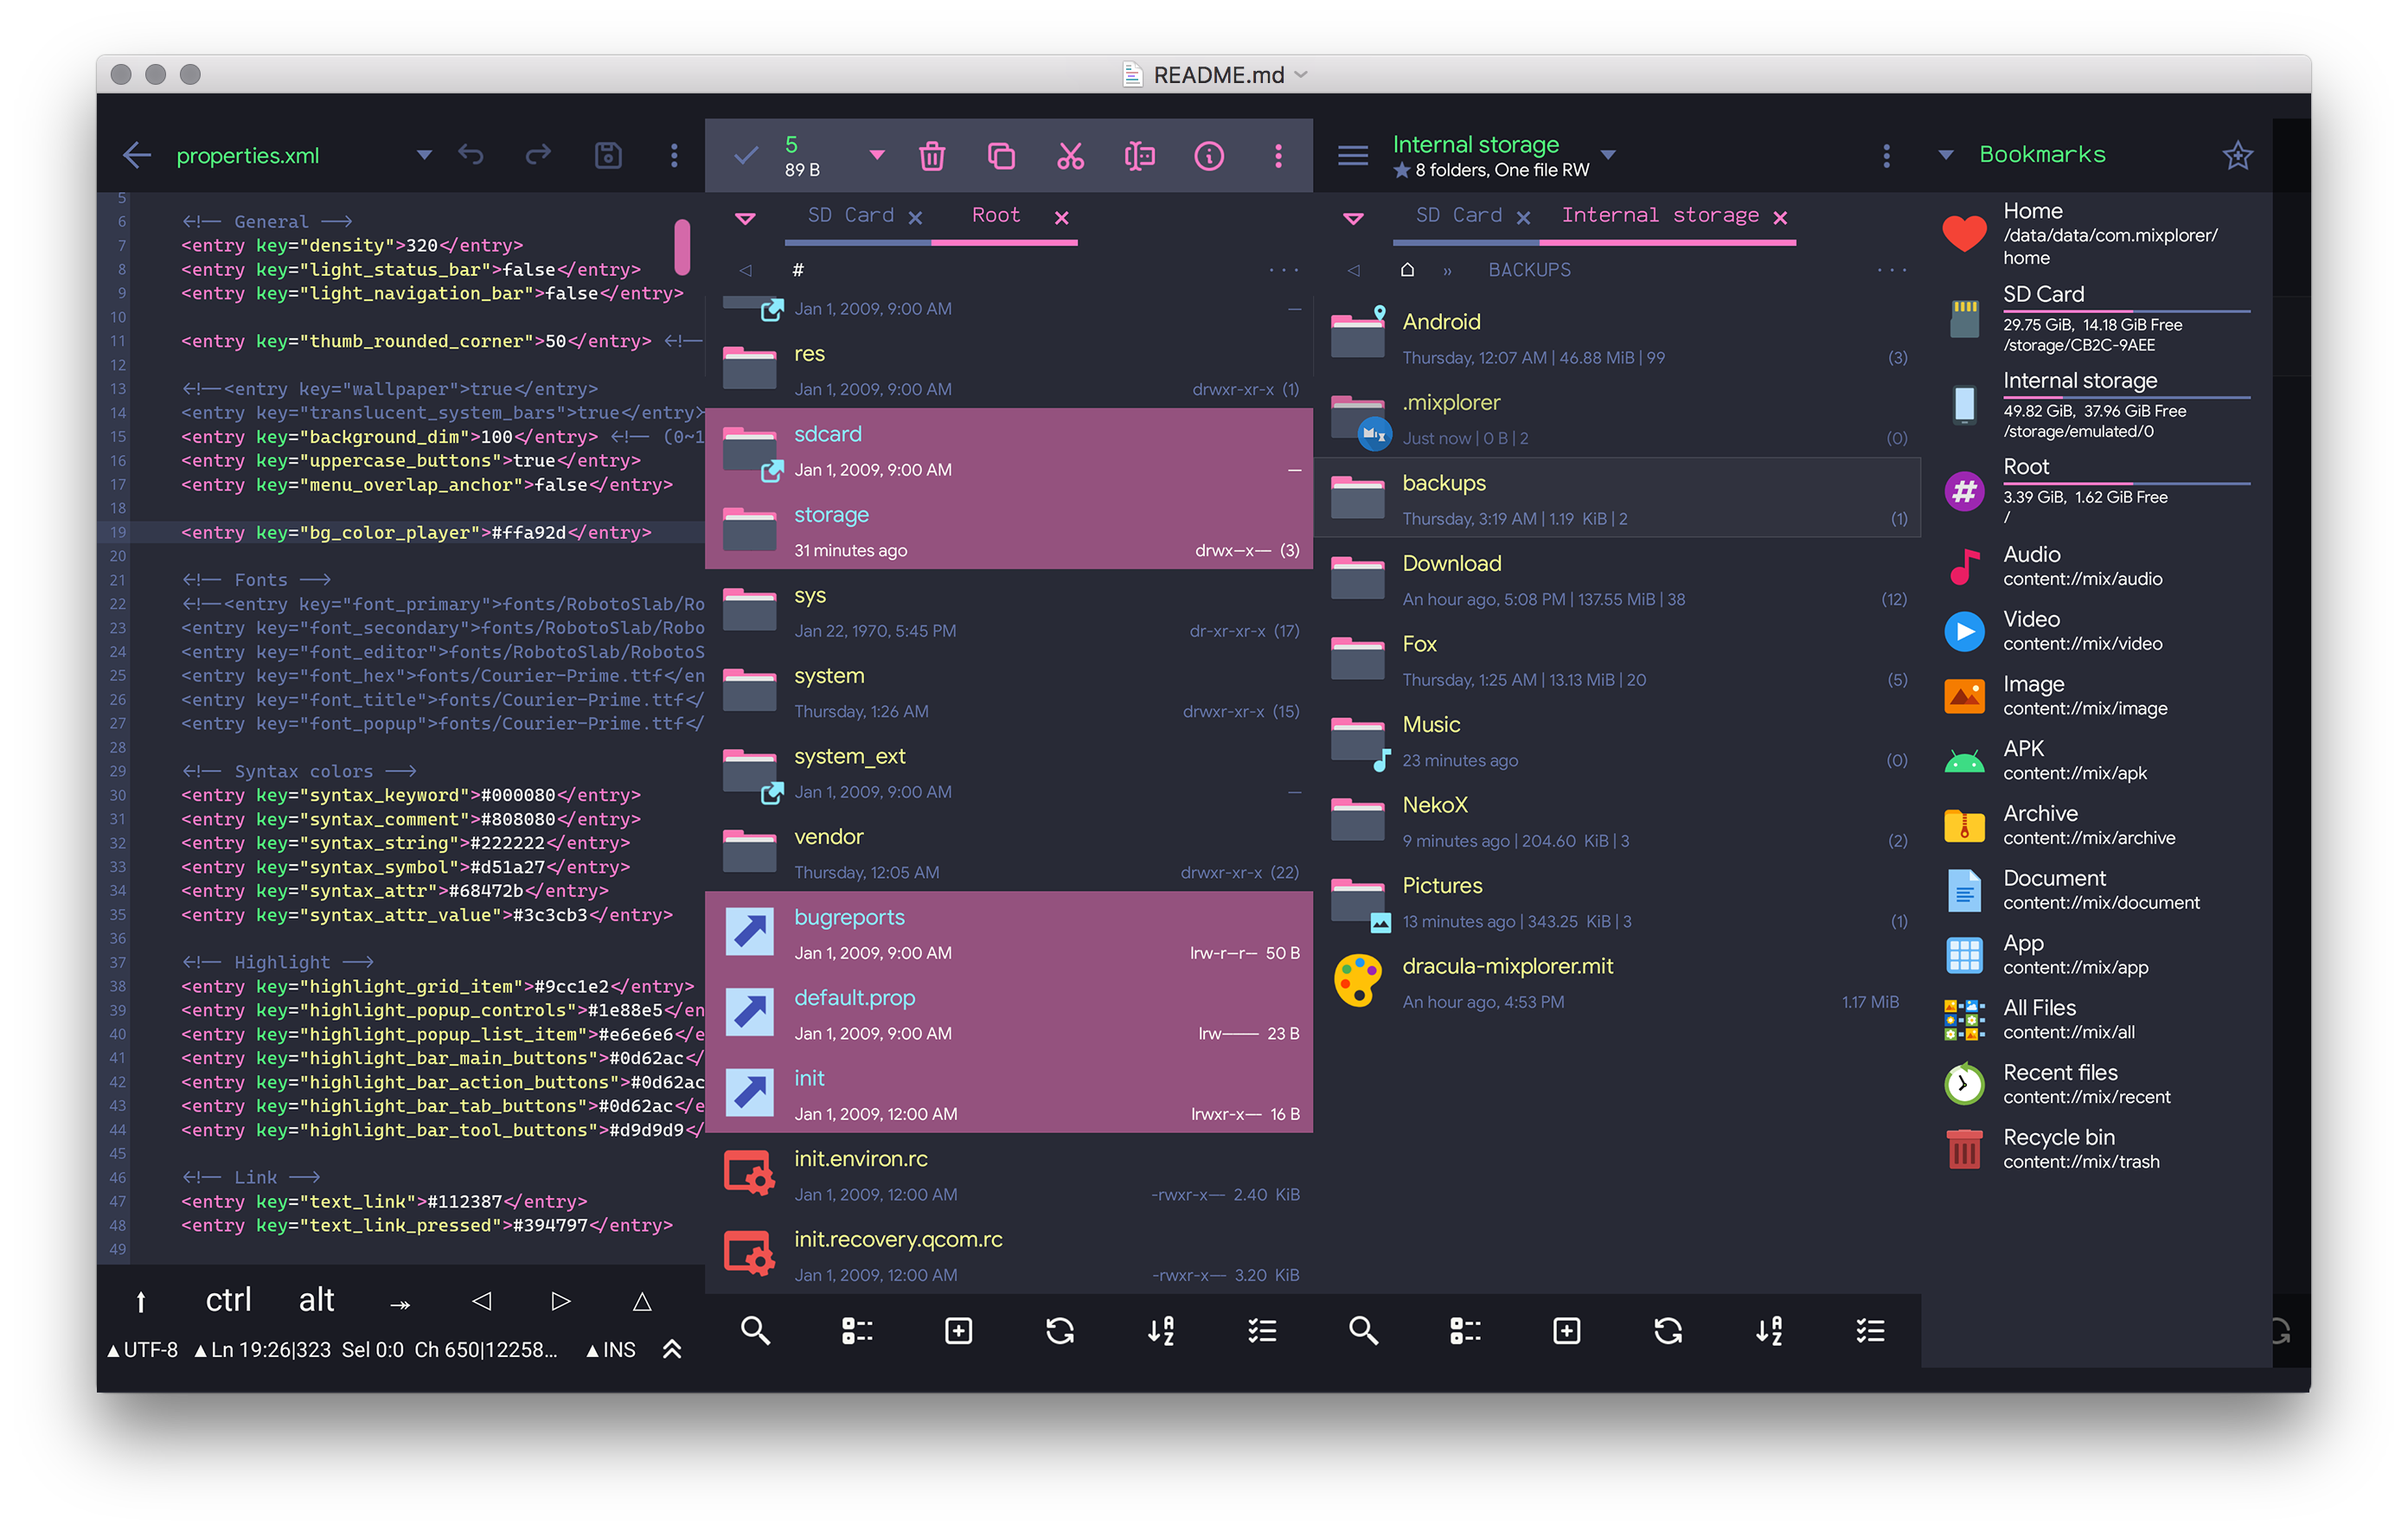 README.md
properties.xml
5
6 <!-- General -->
7 <entry key="density">320</entry>
8 <entry key="light_status_bar">false</entry>
9 <entry key="light_navigation_bar">false</entry>
10
11 <entry key="thumb_rounded_corner">50</entry> <!--
12
13 <!--<entry key="wallpaper">true</entry>
14 <entry key="translucent_system_bars">true</entry>
15 <entry key="background_dim">100</entry> <!-- (0~1
16 <entry key="uppercase_buttons">true</entry>
17 <entry key="menu_overlap_anchor">false</entry>
18
19 <entry key="bg_color_player">#ffa92d</entry>
20
21 <!-- Fonts -->
22 <!--<entry key="font_primary">fonts/RobotoSlab/Ro
23 <entry key="font_secondary">fonts/RobotoSlab/Robo
24 <entry key="font_editor">fonts/RobotoSlab/RobotoS
25 <entry key="font_hex">fonts/Courier-Prime.ttf</en
26 <entry key="font_title">fonts/Courier-Prime.ttf</
27 <entry key="font_popup">fonts/Courier-Prime.ttf</
28
29 <!-- Syntax colors -->
30 <entry key="syntax_keyword">#000080</entry>
31 <entry key="syntax_comment">#808080</entry>
32 <entry key="syntax_string">#222222</entry>
33 <entry key="syntax_symbol">#d51a27</entry>
34 <entry key="syntax_attr">#68472b</entry>
35 <entry key="syntax_attr_value">#3c3cb3</entry>
36
37 <!-- Highlight -->
38 <entry key="highlight_grid_item">#9cc1e2</entry>
39 <entry key="highlight_popup_controls">#1e88e5</en
40 <entry key="highlight_popup_list_item">#e6e6e6</e
41 <entry key="highlight_bar_main_buttons">#0d62ac</
42 <entry key="highlight_bar_action_buttons">#0d62ac
43 <entry key="highlight_bar_tab_buttons">#0d62ac</e
44 <entry key="highlight_bar_tool_buttons">#d9d9d9</
45
46 <!-- Link -->
47 <entry key="text_link">#112387</entry>
48 <entry key="text_link_pressed">#394797</entry>
49
ctrl alt
▲UTF-8 ▲Ln 19:26|323 Sel 0:0 Ch 650|12258... ▲INS
5
89 B
SD Card × Root ×
# ...
Jan 1, 2009, 9:00 AM —
res
Jan 1, 2009, 9:00 AM drwxr-xr-x (1)
sdcard
Jan 1, 2009, 9:00 AM —
storage
31 minutes ago drwx—x— (3)
sys
Jan 22, 1970, 5:45 PM dr-xr-xr-x (17)
system
Thursday, 1:26 AM drwxr-xr-x (15)
system_ext
Jan 1, 2009, 9:00 AM —
vendor
Thursday, 12:05 AM drwxr-xr-x (22)
bugreports
Jan 1, 2009, 9:00 AM lrw-r—r— 50 B
default.prop
Jan 1, 2009, 9:00 AM lrw—— 23 B
init
Jan 1, 2009, 12:00 AM lrwxr-x— 16 B
init.environ.rc
Jan 1, 2009, 12:00 AM -rwxr-x— 2.40 KiB
init.recovery.qcom.rc
Jan 1, 2009, 12:00 AM -rwxr-x— 3.20 KiB
Internal storage
★ 8 folders, One file RW
SD Card × Internal storage ×
» BACKUPS ...
Android
Thursday, 12:07 AM | 46.88 MiB | 99 (3)
.mixplorer
Mix
Just now | 0 B | 2 (0)
backups
Thursday, 3:19 AM | 1.19 KiB | 2 (1)
Download
An hour ago, 5:08 PM | 137.55 MiB | 38 (12)
Fox
Thursday, 1:25 AM | 13.13 MiB | 20 (5)
Music
23 minutes ago (0)
NekoX
9 minutes ago | 204.60 KiB | 3 (2)
Pictures
13 minutes ago | 343.25 KiB | 3 (1)
dracula-mixplorer.mit
An hour ago, 4:53 PM 1.17 MiB
Bookmarks
Home
/data/data/com.mixplorer/
home
SD Card
29.75 GiB, 14.18 GiB Free
/storage/CB2C-9AEE
Internal storage
49.82 GiB, 37.96 GiB Free
/storage/emulated/0
Root
#
3.39 GiB, 1.62 GiB Free
/
Audio
content://mix/audio
Video
content://mix/video
Image
content://mix/image
APK
content://mix/apk
Archive
content://mix/archive
Document
content://mix/document
App
content://mix/app
All Files
content://mix/all
Recent files
content://mix/recent
Recycle bin
content://mix/trash